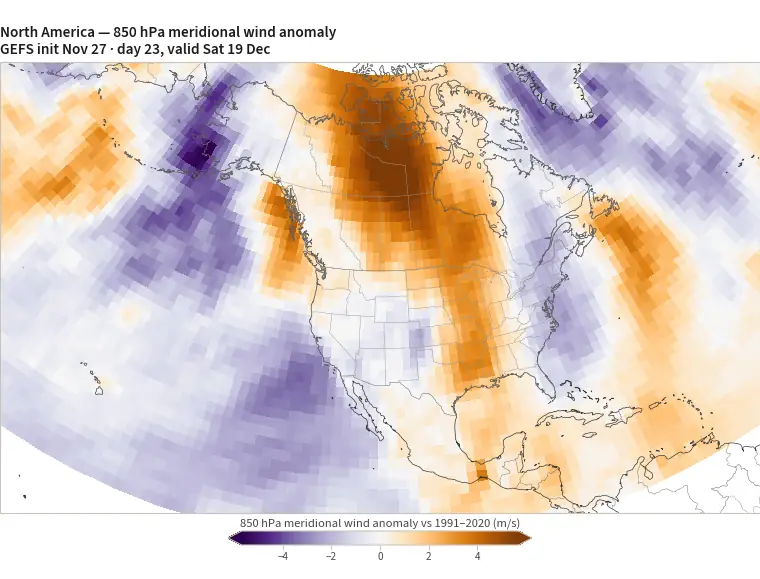 North America — 850 hPa meridional wind anomaly
GEFS init Nov 27 · day 23, valid Sat 19 Dec
850 hPa meridional wind anomaly vs 1991–2020 (m/s)
−4 −2 0 2 4